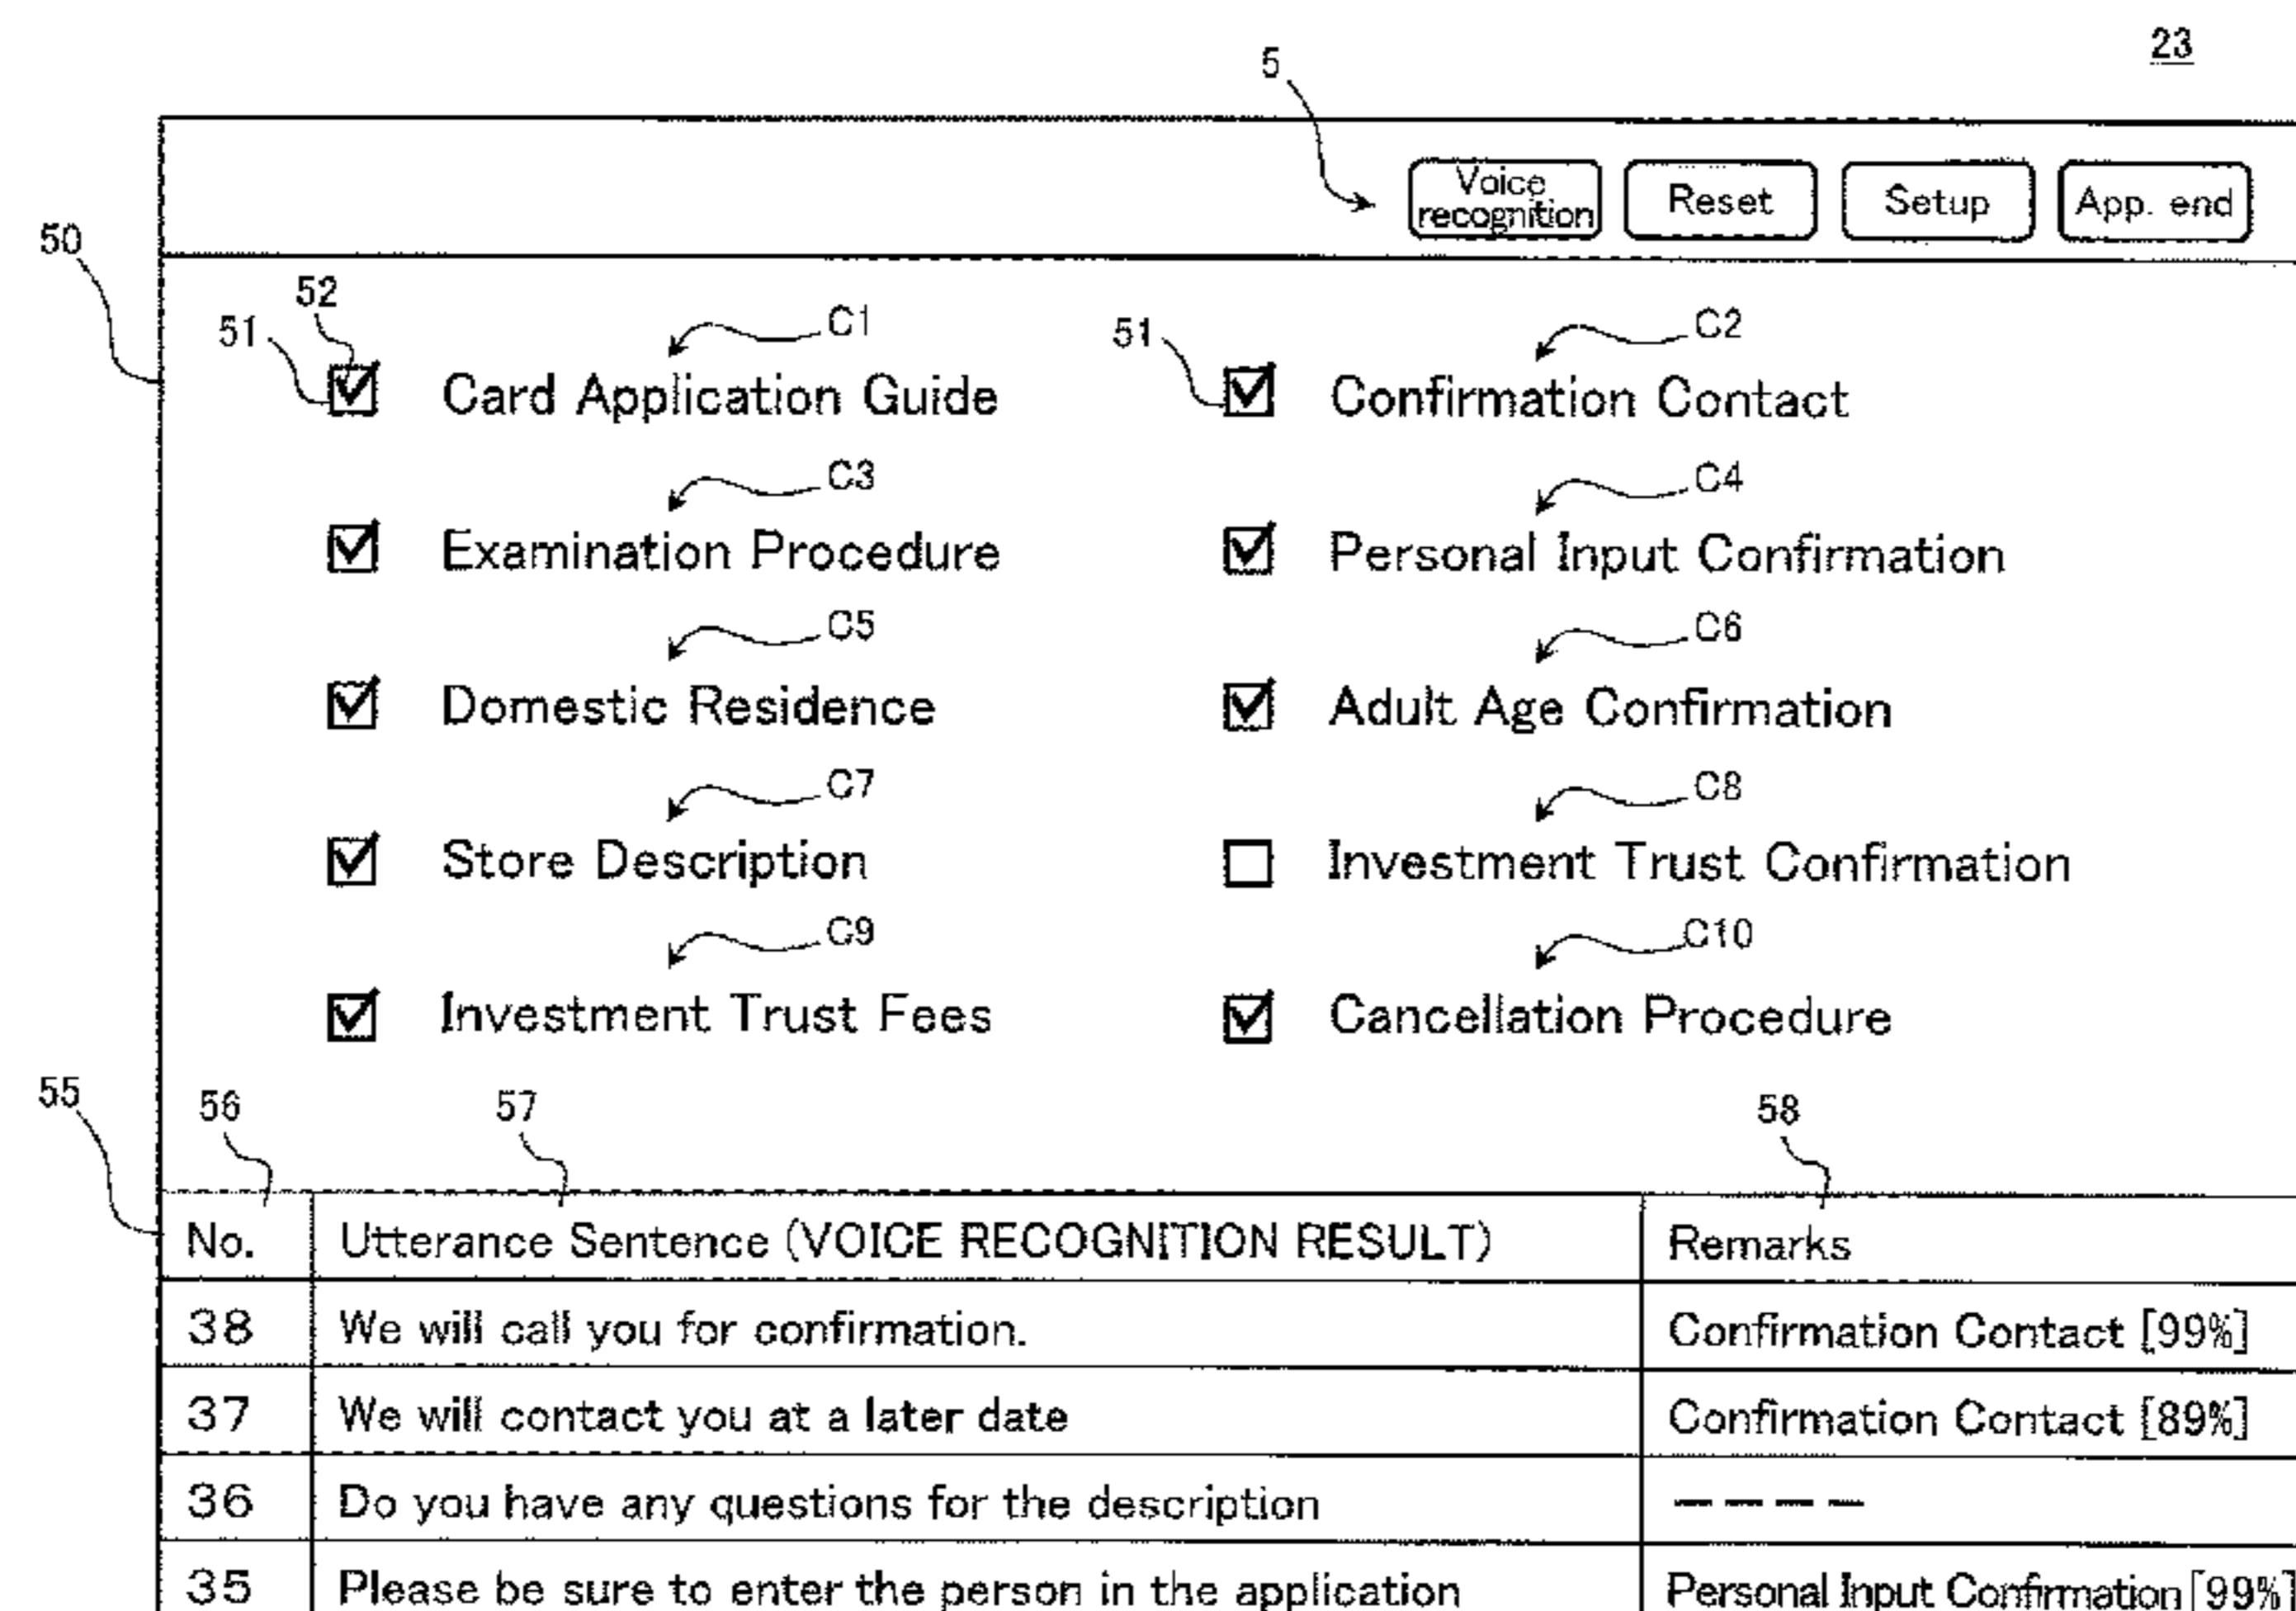 23
5
Voice recognition Reset Setup App. end
50
52
51 C1 51 C2
Card Application Guide Confirmation Contact
C3 C4
Examination Procedure Personal Input Confirmation
C5 C6
Domestic Residence Adult Age Confirmation
C7 C8
Store Description Investment Trust Confirmation
C9 C10
Investment Trust Fees Cancellation Procedure
55 56 57 58
No. Utterance Sentence (VOICE RECOGNITION RESULT) Remarks
38 We will call you for confirmation. Confirmation Contact [99%]
37 We will contact you at a later date Confirmation Contact [89%]
36 Do you have any questions for the description ————
35 Please be sure to enter the person in the application Personal Input Confirmation [99%]